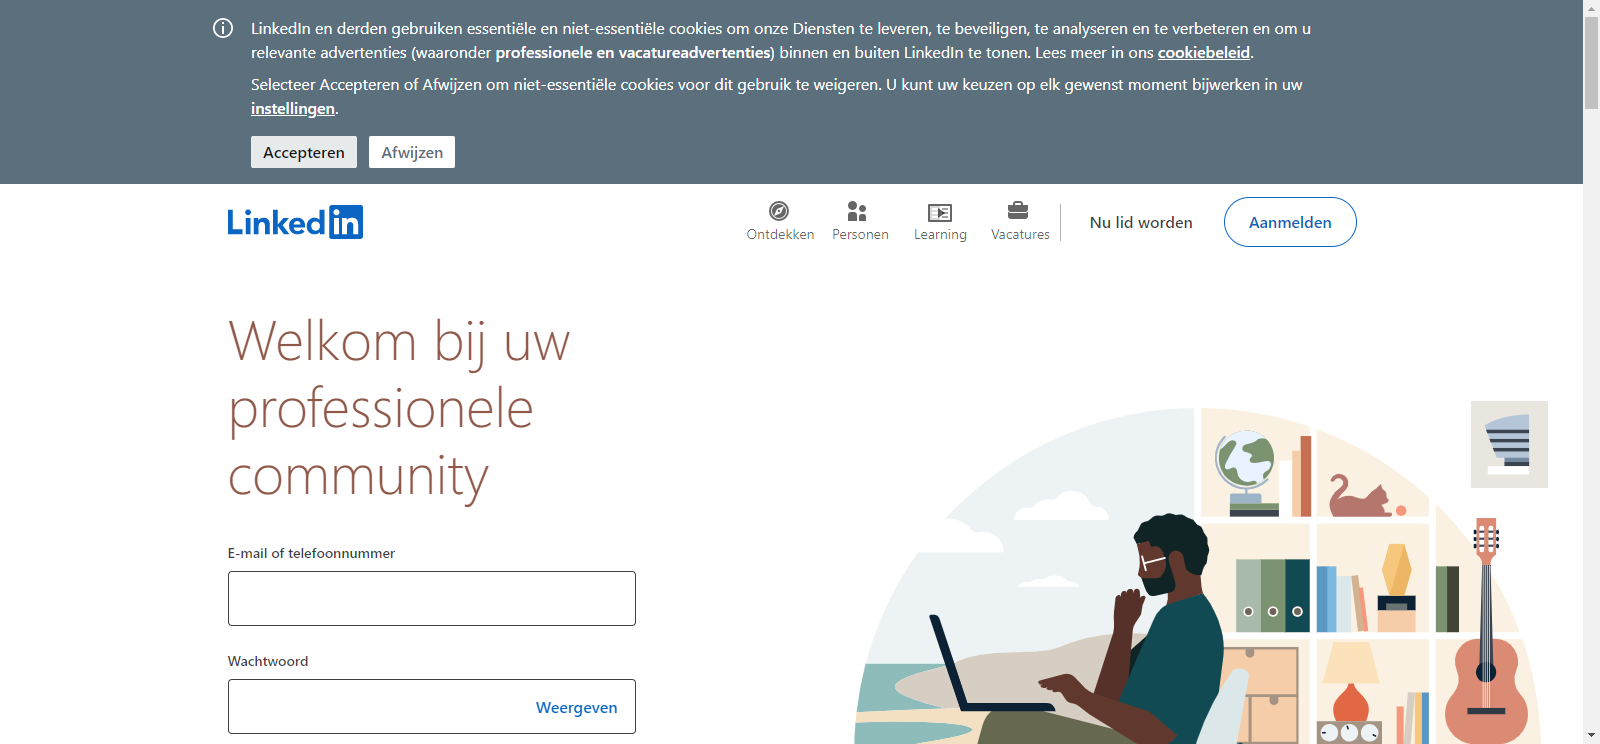 LinkedIn en derden gebruiken essentiële en niet-essentiële cookies om onze Diensten te leveren, te beveiligen, te analyseren en te verbeteren en om u
relevante advertenties (waaronder professionele en vacatureadvertenties) binnen en buiten LinkedIn te tonen. Lees meer in ons cookiebeleid.
Selecteer Accepteren of Afwijzen om niet-essentiële cookies voor dit gebruik te weigeren. U kunt uw keuzen op elk gewenst moment bijwerken in uw
instellingen.
Accepteren Afwijzen
LinkedIn
Ontdekken Personen Learning Vacatures Nu lid worden Aanmelden
Welkom bij uw
professionele
community
E-mail of telefoonnummer
Wachtwoord
Weergeven